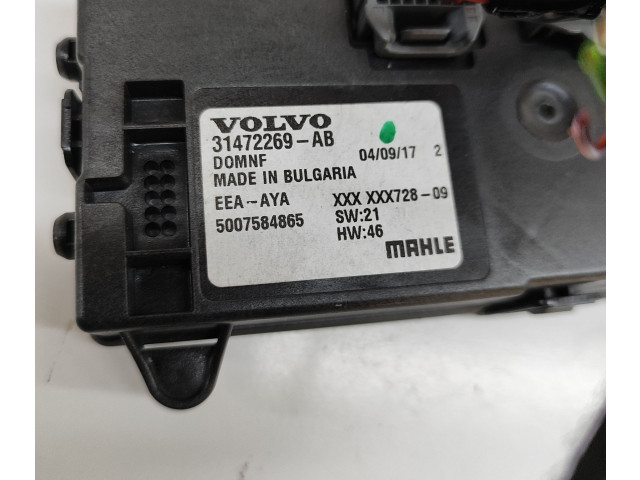 VOLVO
31472269-AB
DOMNF 04/09/17 2
MADE IN BULGARIA
EEA-AYA XXX XXX728-09
5007584865 SW:21
HW:46
MAHLE